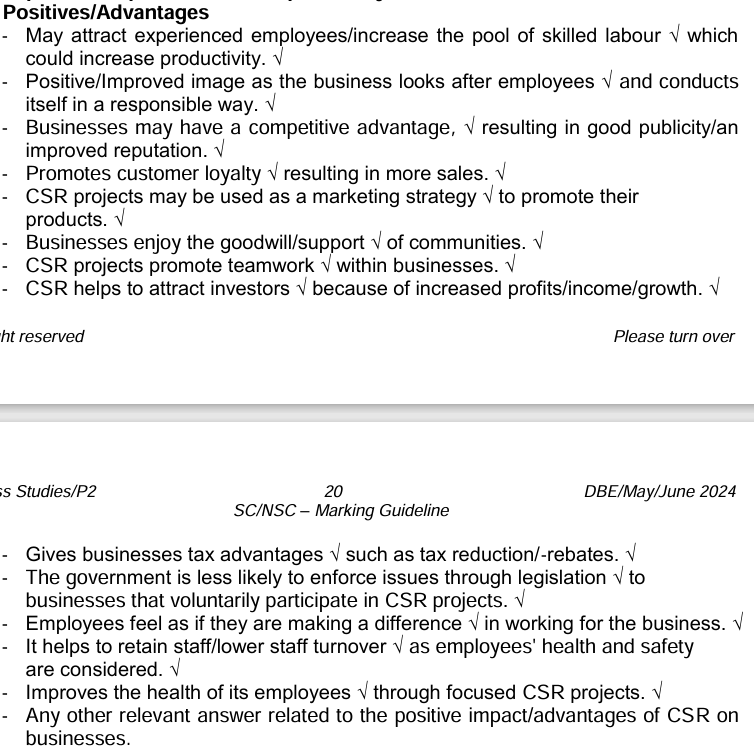 Positives/Advantages
- May attract experienced employees/increase the pool of skilled labour √ which
could increase productivity. √
- Positive/Improved image as the business looks after employees √ and conducts
itself in a responsible way. √
- Businesses may have a competitive advantage, √ resulting in good publicity/an
improved reputation. √
- Promotes customer loyalty √ resulting in more sales. √
- CSR projects may be used as a marketing strategy √ to promote their
products. √
- Businesses enjoy the goodwill/support √ of communities. √
- CSR projects promote teamwork √ within businesses. √
- CSR helps to attract investors √ because of increased profits/income/growth. √
ht reserved Please turn over
ss Studies/P2 20 DBE/May/June 2024
SC/NSC – Marking Guideline
- Gives businesses tax advantages √ such as tax reduction/-rebates. √
- The government is less likely to enforce issues through legislation √ to
businesses that voluntarily participate in CSR projects. √
- Employees feel as if they are making a difference √ in working for the business. √
- It helps to retain staff/lower staff turnover √ as employees' health and safety
are considered. √
- Improves the health of its employees √ through focused CSR projects. √
- Any other relevant answer related to the positive impact/advantages of CSR on
businesses.